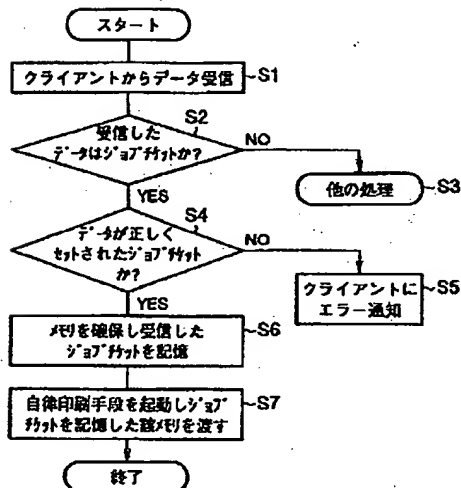 スタート
クライアントからデータ受信
S1
S2
受信した
データはジョブチケットか?
NO
他の処理
S3
YES
S4
データが正しく
セットされたジョブチケット
か?
NO
クライアントに
エラー通知
S5
YES
メモリを確保し受信した
ジョブチケットを記憶
S6
自律印刷手段を起動しジョブ
チケットを記憶した該メモリを渡す
S7
終了